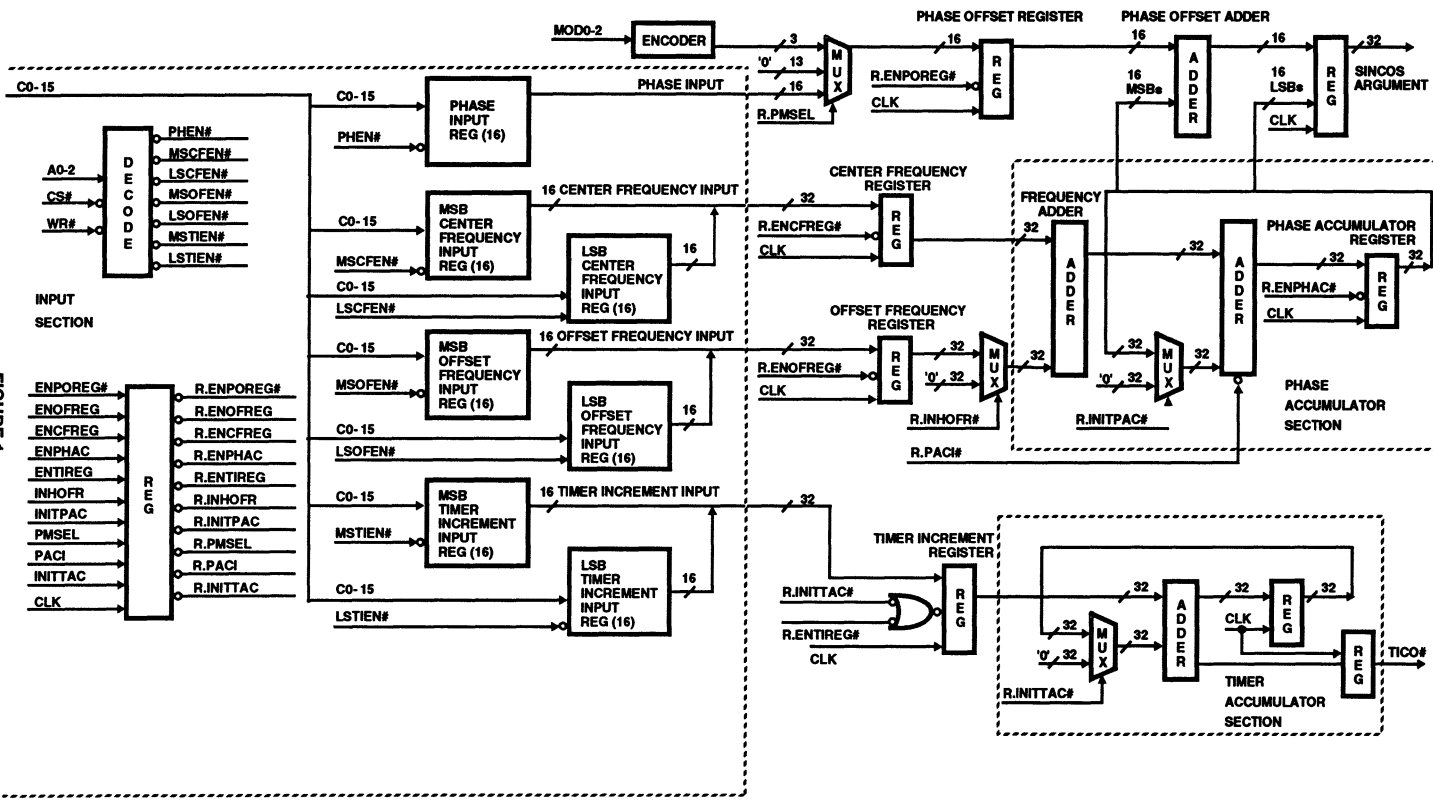 MOD0-2
ENCODER
3
'0'
13
16
MUX
R.PMSEL
PHASE OFFSET REGISTER
16
R.ENPOREG#
CLK
REG
PHASE OFFSET ADDER
16
16
MSBs
ADDER
16
16
LSBs
CLK
REG
32
SINCOS
ARGUMENT
C0-15
A0-2
CS#
WR#
DECODE
PHEN#
MSCFEN#
LSCFEN#
MSOFEN#
LSOFEN#
MSTIEN#
LSTIEN#
INPUT
SECTION
ENPOREG#
ENOFREG
ENCFREG
ENPHAC
ENTIREG
INHOFR
INITPAC
PMSEL
PACI
INITTAC
CLK
REG
R.ENPOREG#
R.ENOFREG
R.ENCFREG
R.ENPHAC
R.ENTIREG
R.INHOFR
R.INITPAC
R.PMSEL
R.PACI
R.INITTAC
C0-15
PHEN#
PHASE
INPUT
REG (16)
PHASE INPUT
C0-15
MSCFEN#
MSB
CENTER
FREQUENCY
INPUT
REG (16)
16 CENTER FREQUENCY INPUT
C0-15
LSCFEN#
LSB
CENTER
FREQUENCY
INPUT
REG (16)
16
C0-15
MSOFEN#
MSB
OFFSET
FREQUENCY
INPUT
REG (16)
16 OFFSET FREQUENCY INPUT
C0-15
LSOFEN#
LSB
OFFSET
FREQUENCY
INPUT
REG (16)
16
C0-15
MSTIEN#
MSB
TIMER
INCREMENT
INPUT
REG (16)
16 TIMER INCREMENT INPUT
C0-15
LSTIEN#
LSB
TIMER
INCREMENT
INPUT
REG (16)
16
CENTER FREQUENCY
REGISTER
32
R.ENCFREG#
CLK
REG
32
OFFSET FREQUENCY
REGISTER
32
R.ENOFREG#
CLK
REG
32
'0'
32
MUX
32
R.INHOFR#
FREQUENCY
ADDER
ADDER
32
32
'0'
32
MUX
32
R.INITPAC#
R.PACI#
ADDER
32
PHASE ACCUMULATOR
REGISTER
R.ENPHAC#
CLK
REG
32
PHASE
ACCUMULATOR
SECTION
32
TIMER INCREMENT
REGISTER
R.INITTAC#
R.ENTIREG#
CLK
REG
32
32
'0'
32
MUX
32
R.INITTAC#
ADDER
32
CLK
REG
32
REG
TICO#
TIMER
ACCUMULATOR
SECTION